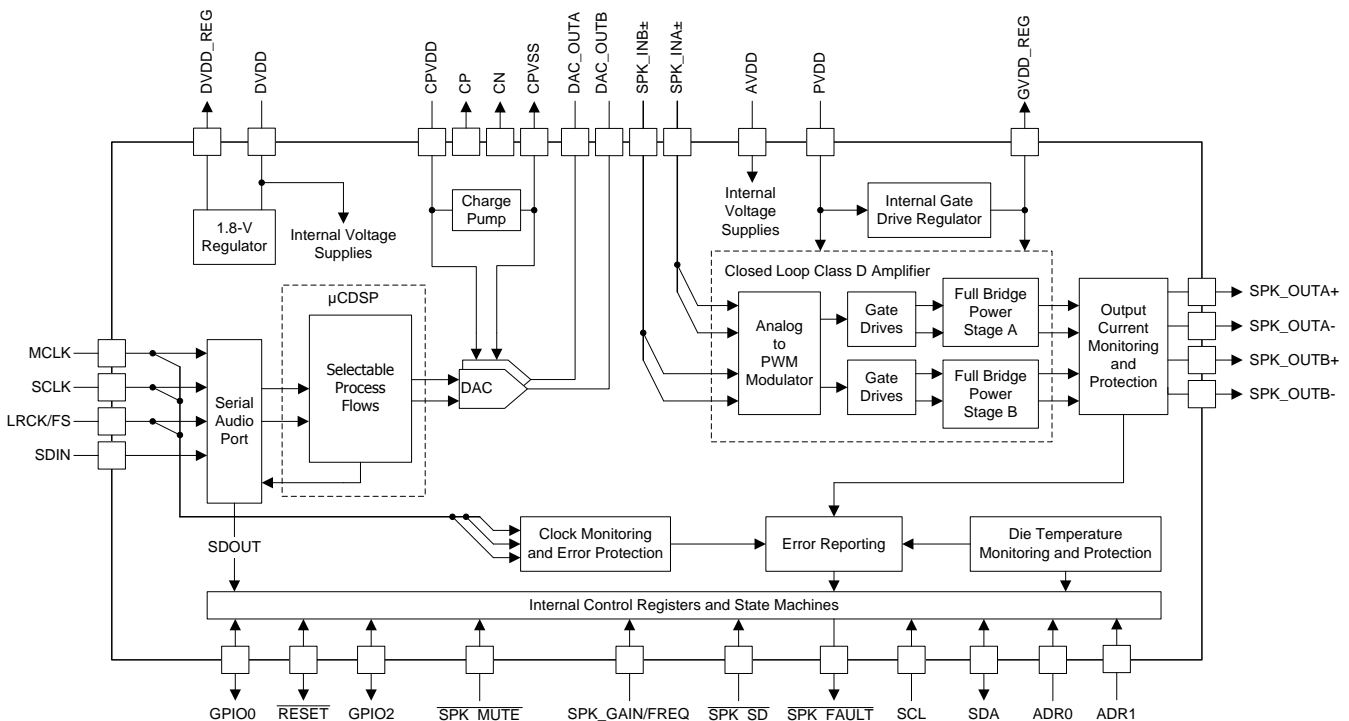 DVDD_REG
DVDD
CPVDD
CP
CN
CPVSS
DAC_OUTA
DAC_OUTB
SPK_INB±
SPK_INA±
AVDD
PVDD
GVDD_REG
1.8-V
Regulator
Internal Voltage
Supplies
Charge
Pump
Internal
Voltage
Supplies
Internal Gate
Drive Regulator
MCLK
SCLK
LRCK/FS
SDIN
Serial
Audio
Port
µCDSP
Selectable
Process
Flows
DAC
Closed Loop Class D Amplifier
Analog
to
PWM
Modulator
Gate
Drives
Full Bridge
Power
Stage A
Gate
Drives
Full Bridge
Power
Stage B
Output
Current
Monitoring
and
Protection
SPK_OUTA+
SPK_OUTA-
SPK_OUTB+
SPK_OUTB-
SDOUT
Clock Monitoring
and Error Protection
Error Reporting
Die Temperature
Monitoring and Protection
Internal Control Registers and State Machines
GPIO0
RESET
GPIO2
SPK_MUTE
SPK_GAIN/FREQ
SPK_SD
SPK_FAULT
SCL
SDA
ADR0
ADR1